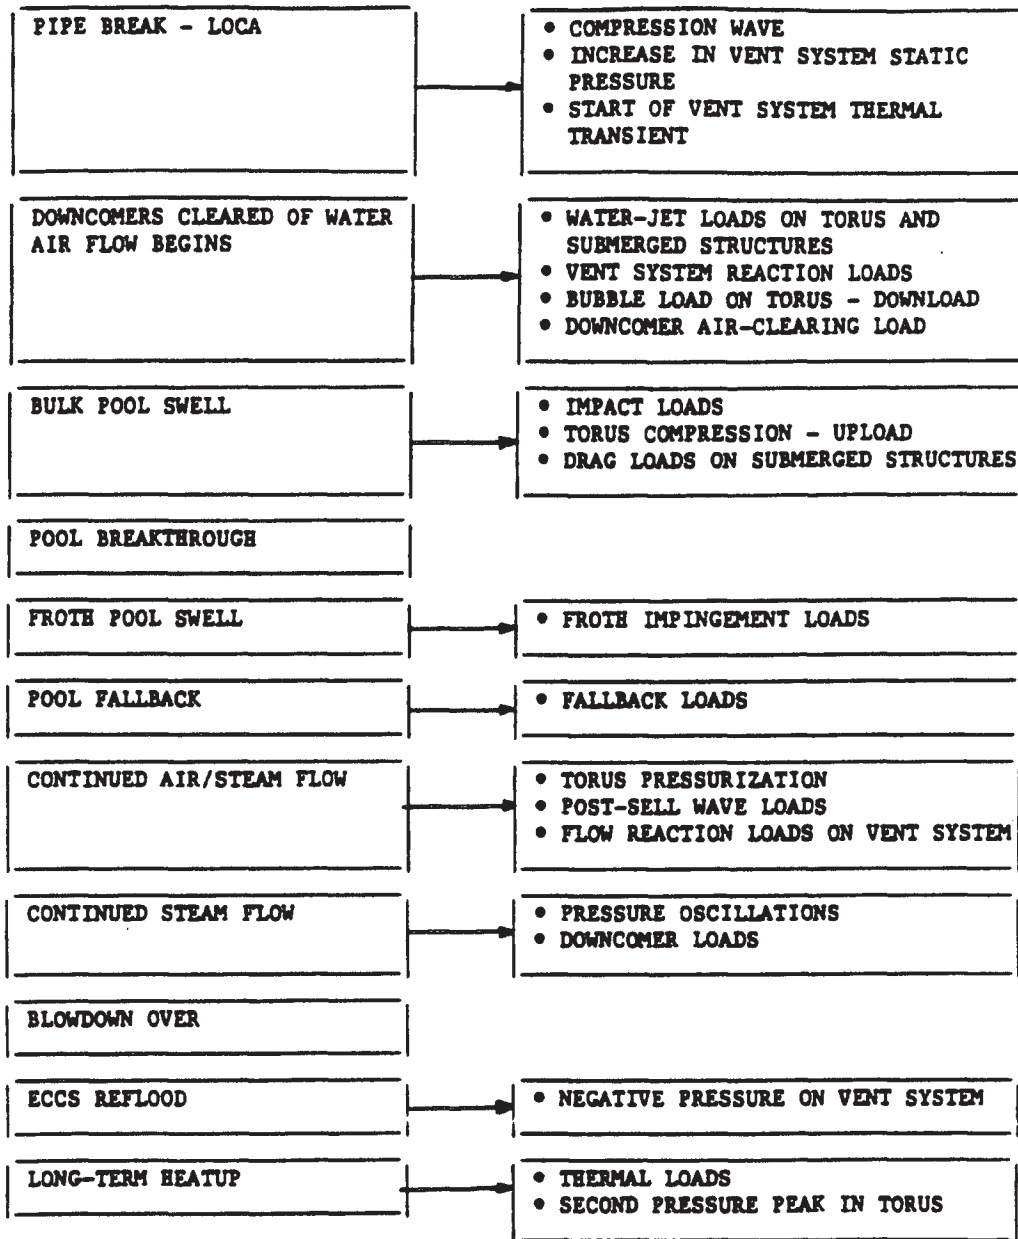 PIPE BREAK - LOCA
• COMPRESSION WAVE
• INCREASE IN VENT SYSTEM STATIC
PRESSURE
• START OF VENT SYSTEM THERMAL
TRANSIENT
DOWNCOMERS CLEARED OF WATER
AIR FLOW BEGINS
• WATER-JET LOADS ON TORUS AND
SUBMERGED STRUCTURES
• VENT SYSTEM REACTION LOADS
• BUBBLE LOAD ON TORUS - DOWNLOAD
• DOWNCOMER AIR-CLEARING LOAD
BULK POOL SWELL
• IMPACT LOADS
• TORUS COMPRESSION - UPLOAD
• DRAG LOADS ON SUBMERGED STRUCTURES
POOL BREAKTHROUGH
FROTH POOL SWELL
• FROTH IMPINGEMENT LOADS
POOL FALLBACK
• FALLBACK LOADS
CONTINUED AIR/STEAM FLOW
• TORUS PRESSURIZATION
• POST-SELL WAVE LOADS
• FLOW REACTION LOADS ON VENT SYSTEM
CONTINUED STEAM FLOW
• PRESSURE OSCILLATIONS
• DOWNCOMER LOADS
BLOWDOWN OVER
ECCS REFLOOD
• NEGATIVE PRESSURE ON VENT SYSTEM
LONG-TERM HEATUP
• THERMAL LOADS
• SECOND PRESSURE PEAK IN TORUS